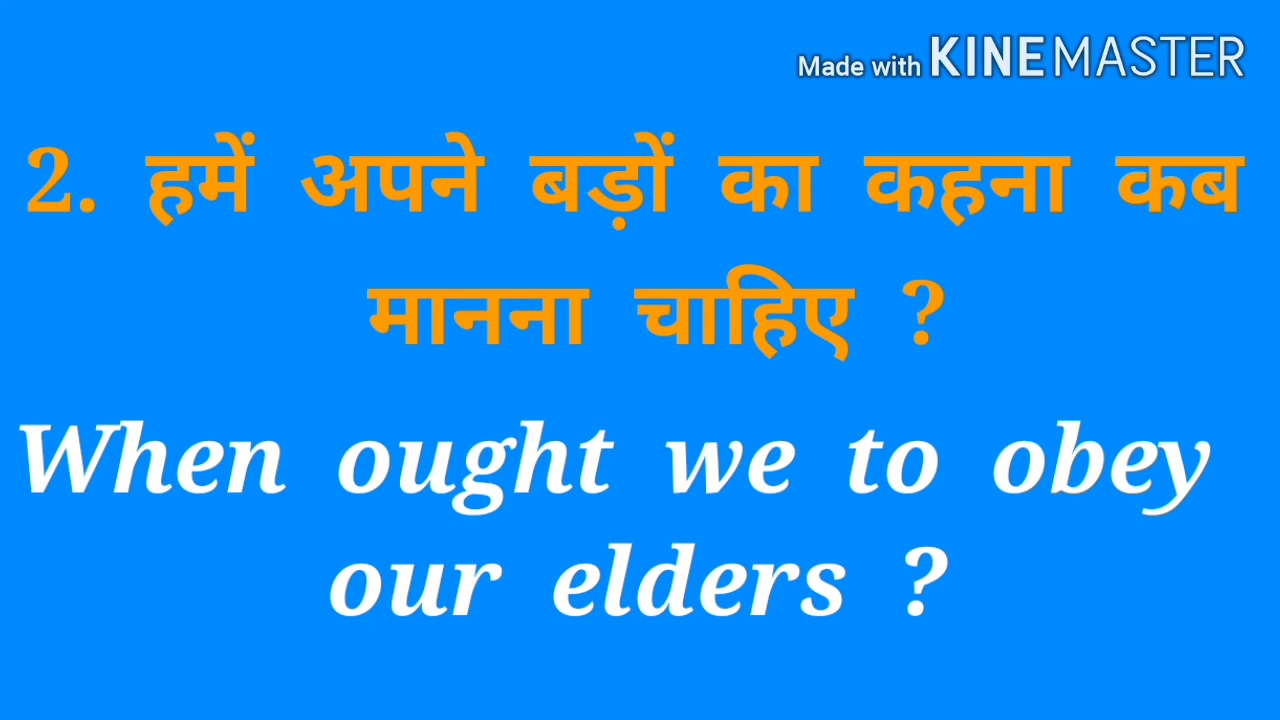 Made with KINEMASTER
2. हमें अपने बड़ों का कहना कब
मानना चाहिए ?
When ought we to obey
our elders ?